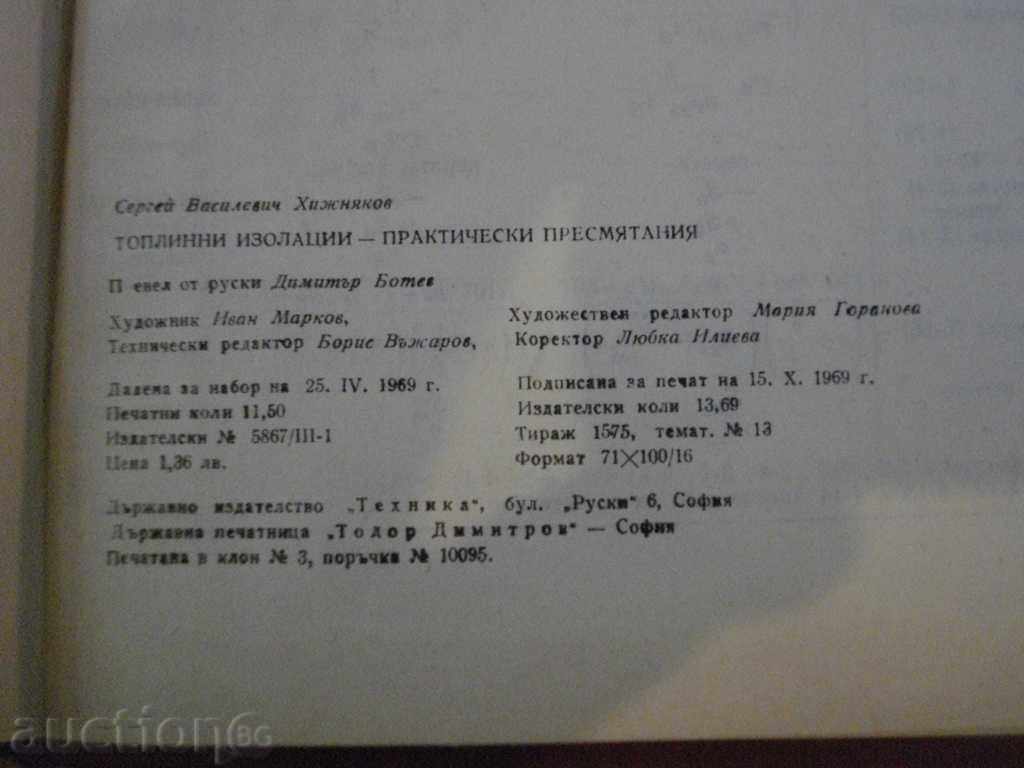 Сергей Василевич Хижняков
ТОПЛИННИ ИЗОЛАЦИИ — ПРАКТИЧЕСКИ ПРЕСМЯТАНИЯ
П евел от руски Димитър Ботев
Художник Иван Марков,
Художествен редактор Мария Горанова
Технически редактор Борис Въжаров,
Коректор Любка Илиева
Дадена за набор на 25. IV. 1969 г.
Подписана за печат на 15. X. 1969 г.
Печатни коли 11,50
Издателски коли 13,69
Издателски № 5867/III-1
Тираж 1575, темат. № 13
Цена 1,36 лв.
Формат 71×100/16
Държавно издателство „Техника“, бул. „Руски“ 6, София
Държавна печатница „Тодор Димитров“ — София
Печатана в клон № 3, поръчка № 10095.
auctionBG